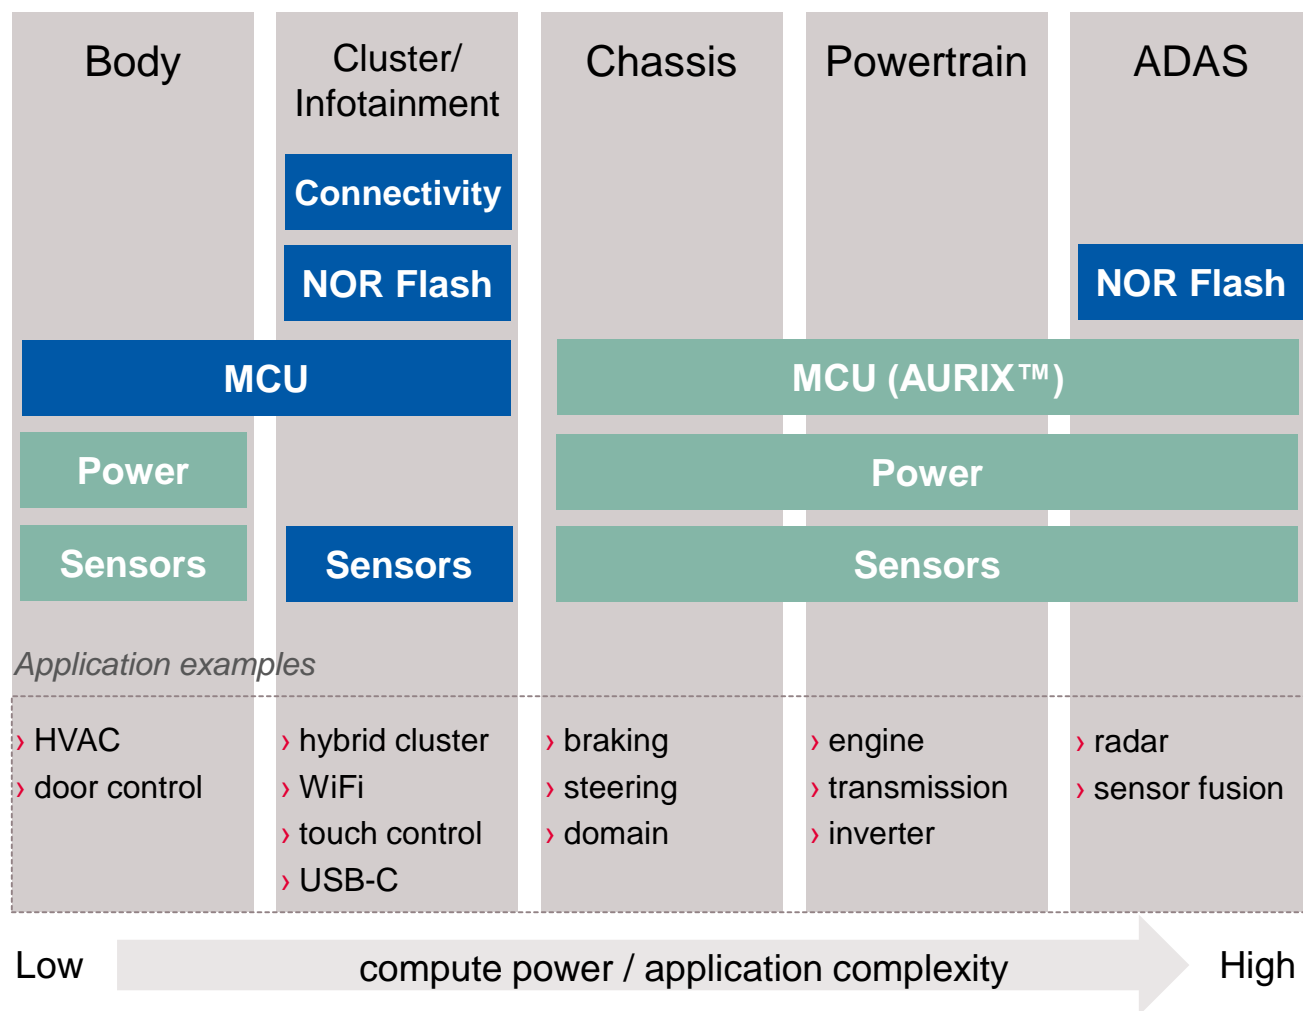 Body
Cluster/
Infotainment
Chassis
Powertrain
ADAS
Connectivity
NOR Flash
NOR Flash
MCU
MCU (AURIX™)
Power
Power
Sensors
Sensors
Sensors
Application examples
› HVAC
› door control
› hybrid cluster
› WiFi
› touch control
› USB-C
› braking
› steering
› domain
› engine
› transmission
› inverter
› radar
› sensor fusion
Low
compute power / application complexity
High